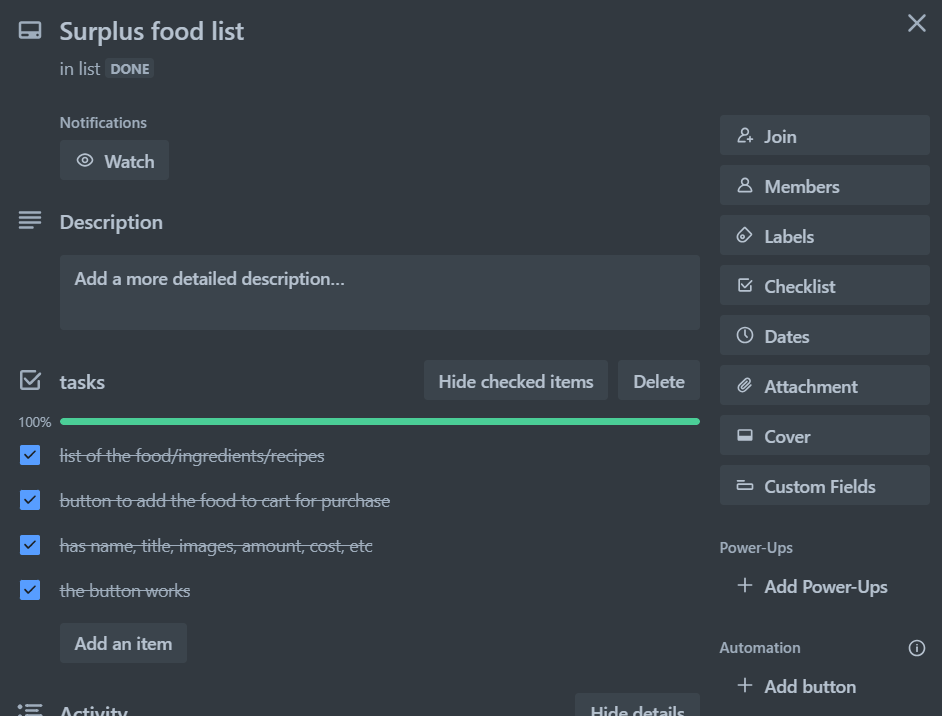 Surplus food list
in list DONE
Notifications
Watch
Description
Add a more detailed description...
tasks
Hide checked items
Delete
100%
list of the food/ingredients/recipes
button to add the food to cart for purchase
has name, title, images, amount, cost, etc
the button works
Add an item
Activity
Hide details
Join
Members
Labels
Checklist
Dates
Attachment
Cover
Custom Fields
Power-Ups
Add Power-Ups
Automation
Add button